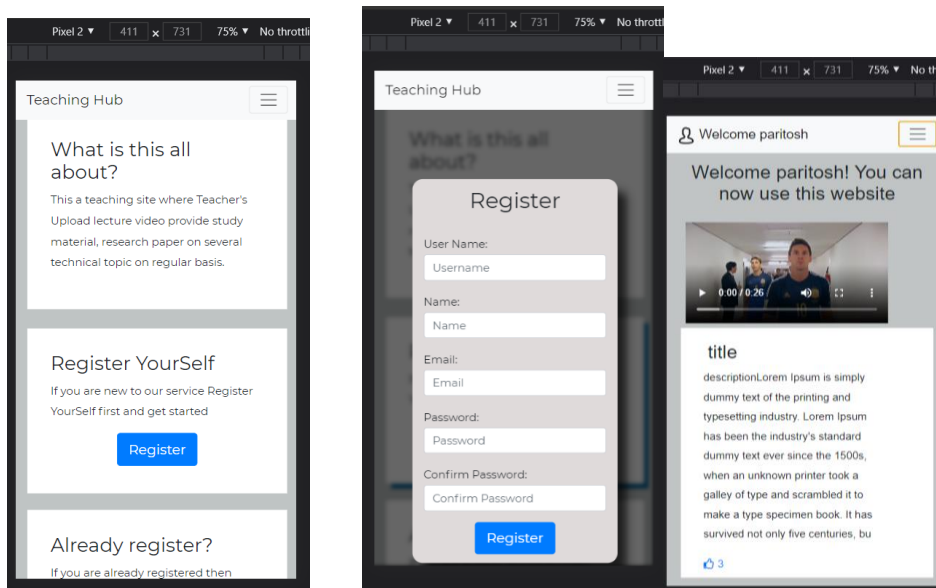 Pixel 2 ▼ 411 × 731 75% ▼ No throttli
Teaching Hub
What is this all
about?
This a teaching site where Teacher's
Upload lecture video provide study
material, research paper on several
technical topic on regular basis.
Register YourSelf
If you are new to our service Register
YourSelf first and get started
Register
Already register?
If you are already registered then
Pixel 2 ▼ 411 × 731 75% ▼ No throttl
Teaching Hub
What is this all
about?
Register
User Name:
Username
Name:
Name
Email:
Email
Password:
Password
Confirm Password:
Confirm Password
Register
Pixel 2 ▼ 411 × 731 75% ▼ No th
Welcome paritosh
Welcome paritosh! You can
now use this website
0:00 / 0:26
title
descriptionLorem Ipsum is simply
dummy text of the printing and
typesetting industry. Lorem Ipsum
has been the industry's standard
dummy text ever since the 1500s,
when an unknown printer took a
galley of type and scrambled it to
make a type specimen book. It has
survived not only five centuries, bu
3